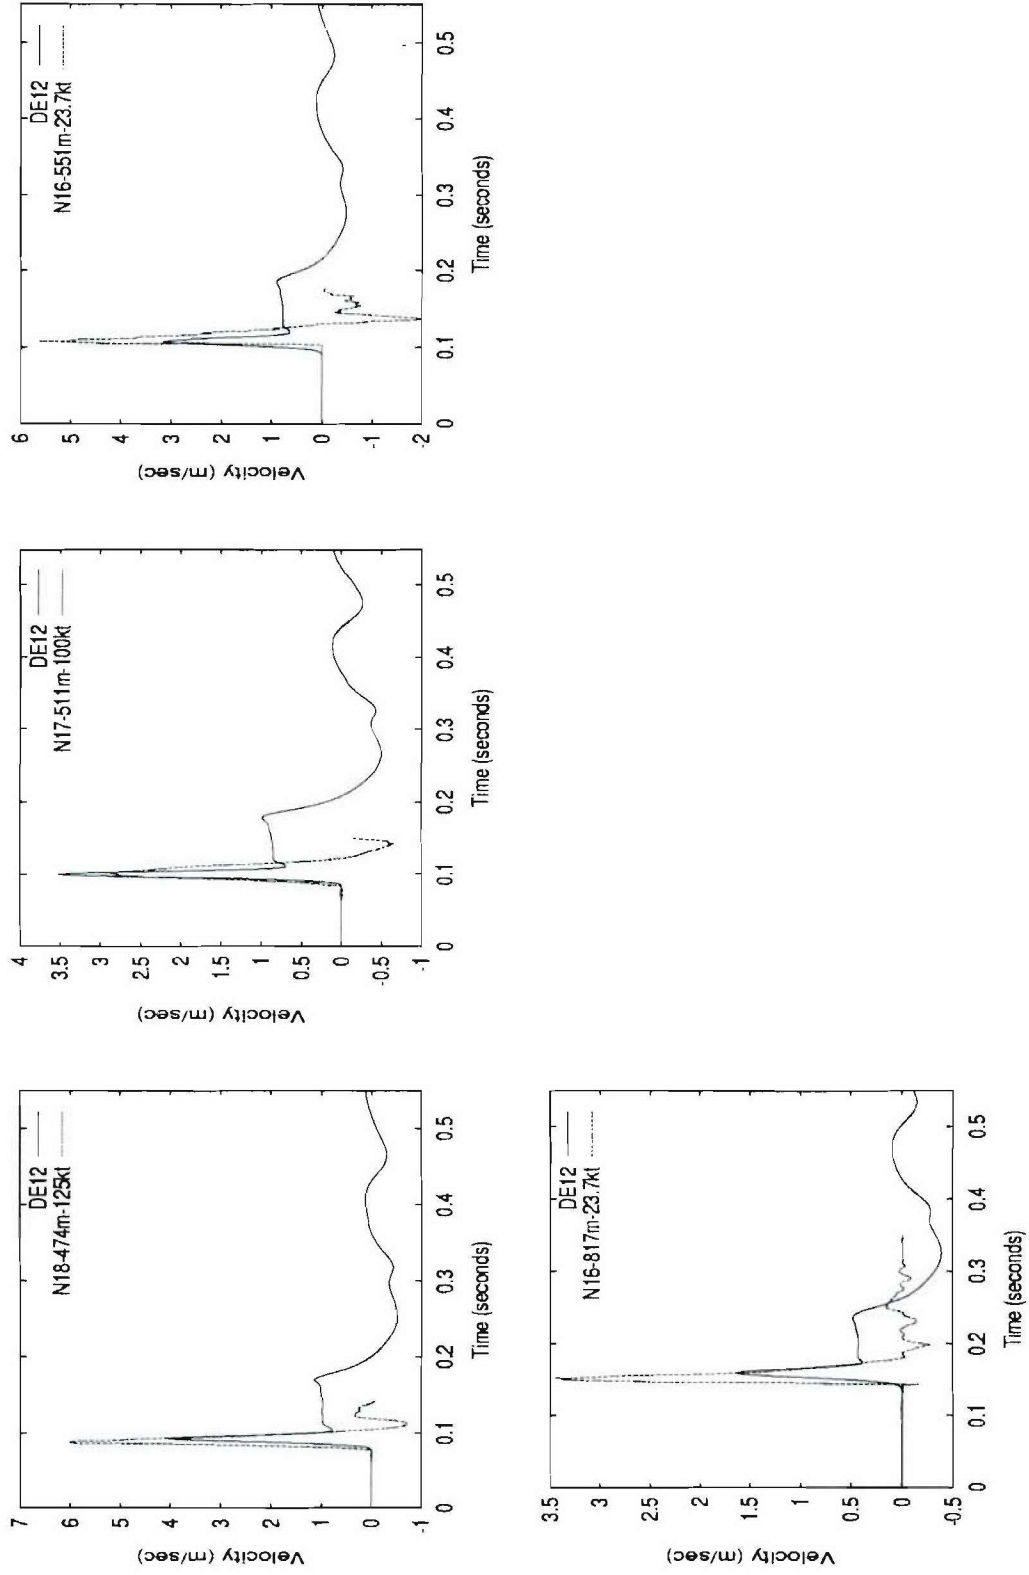 DE12
N18-474m-125kt
7
6
5
4
3
2
1
0
-1
Velocity (m/sec)
0 0.1 0.2 0.3 0.4 0.5
Time (seconds)
DE12
N17-511m-100kt
4
3.5
3
2.5
2
1.5
1
0.5
0
-0.5
-1
Velocity (m/sec)
0 0.1 0.2 0.3 0.4 0.5
Time (seconds)
DE12
N16-551m-23.7kt
6
5
4
3
2
1
0
-1
-2
Velocity (m/sec)
0 0.1 0.2 0.3 0.4 0.5
Time (seconds)
DE12
N16-817m-23.7kt
3.5
3
2.5
2
1.5
1
0.5
0
-0.5
Velocity (m/sec)
0 0.1 0.2 0.3 0.4 0.5
Time (seconds)